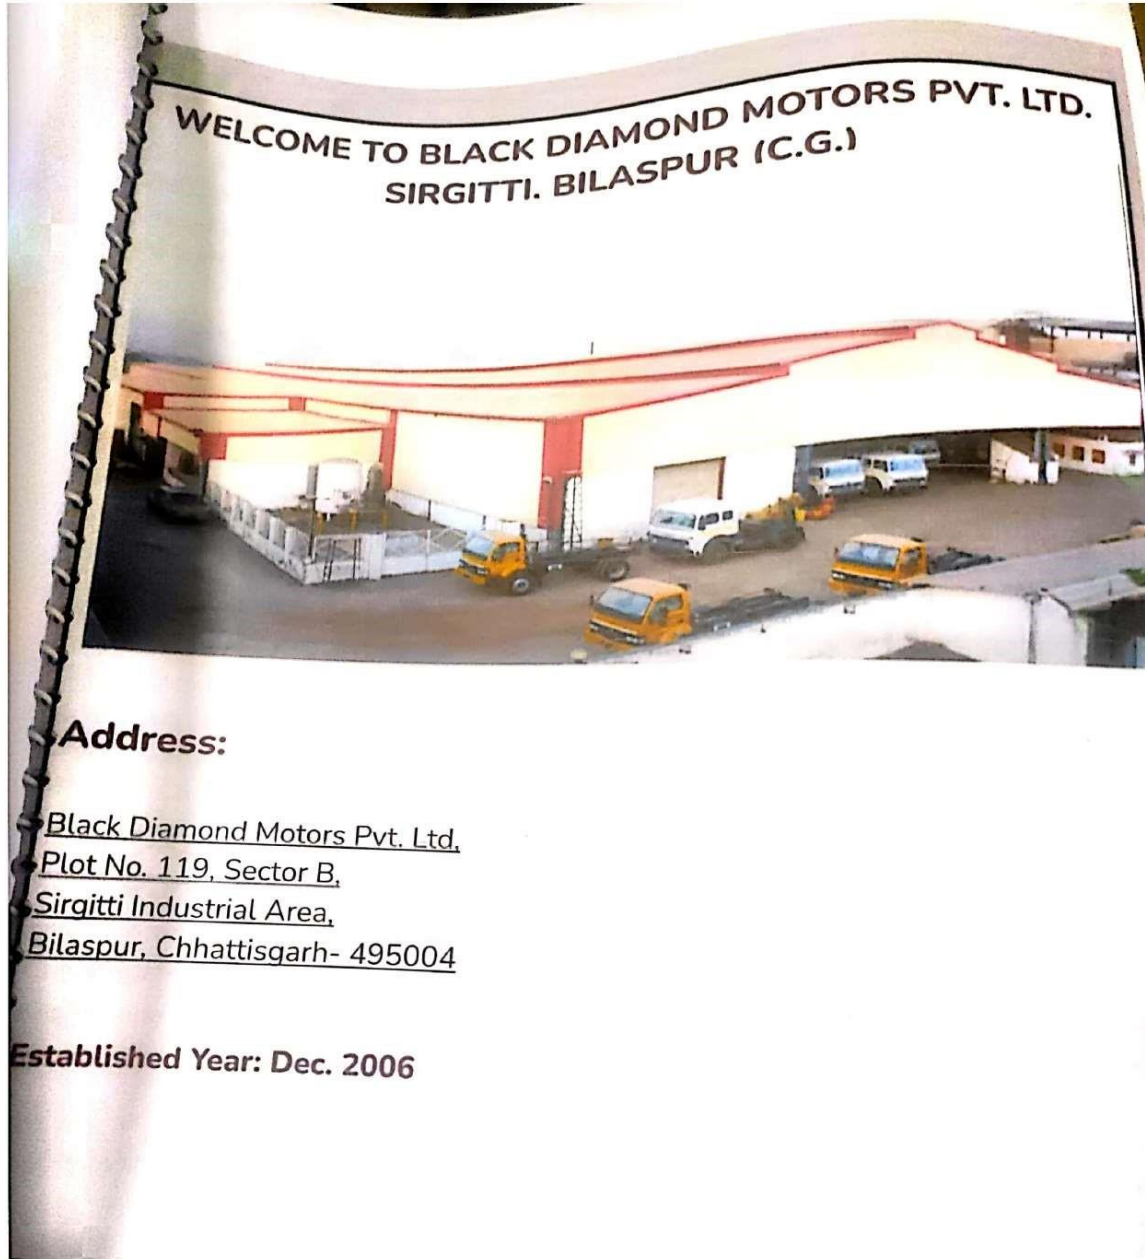 WELCOME TO BLACK DIAMOND MOTORS PVT. LTD.
SIRGITTI. BILASPUR (C.G.)
Address:
Black Diamond Motors Pvt. Ltd,
Plot No. 119, Sector B,
Sirgitti Industrial Area,
Bilaspur, Chhattisgarh- 495004
Established Year: Dec. 2006